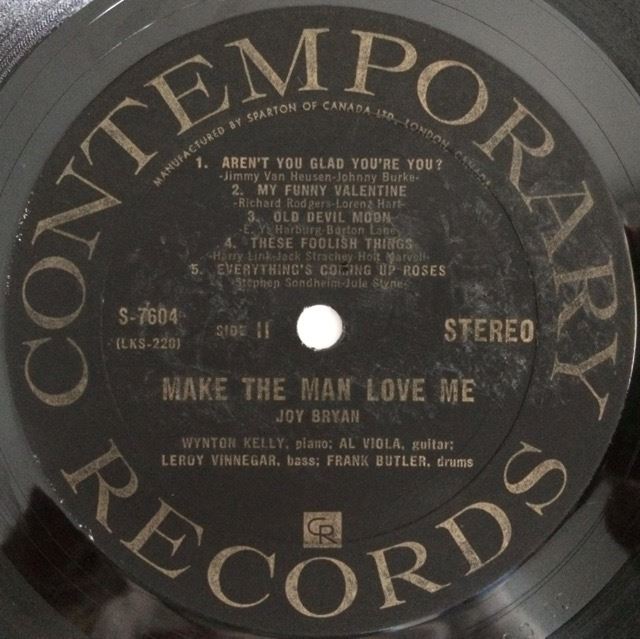 CONTEMPORARY
MANUFACTURED BY SPARTON OF CANADA LTD., LONDON, CANADA
1. AREN'T YOU GLAD YOU'RE YOU?
-Jimmy Van Heusen-Johnny Burke-
2. MY FUNNY VALENTINE
-Richard Rodgers-Lorenz Hart-
3. OLD DEVIL MOON
E. Y. Harburg-Burton Lane
4. THESE FOOLISH THINGS
Harry Link-Jack Strachey-Holt Marvell-
5. EVERYTHING'S COMING UP ROSES
-Stephen Sondheim-Jule Styne-
S-7604
(LKS-220)
SIDE II
STEREO
MAKE THE MAN LOVE ME
JOY BRYAN
WYNTON KELLY, piano; AL VIOLA, guitar;
LEROY VINNEGAR, bass; FRANK BUTLER, drums
CR
RECORDS